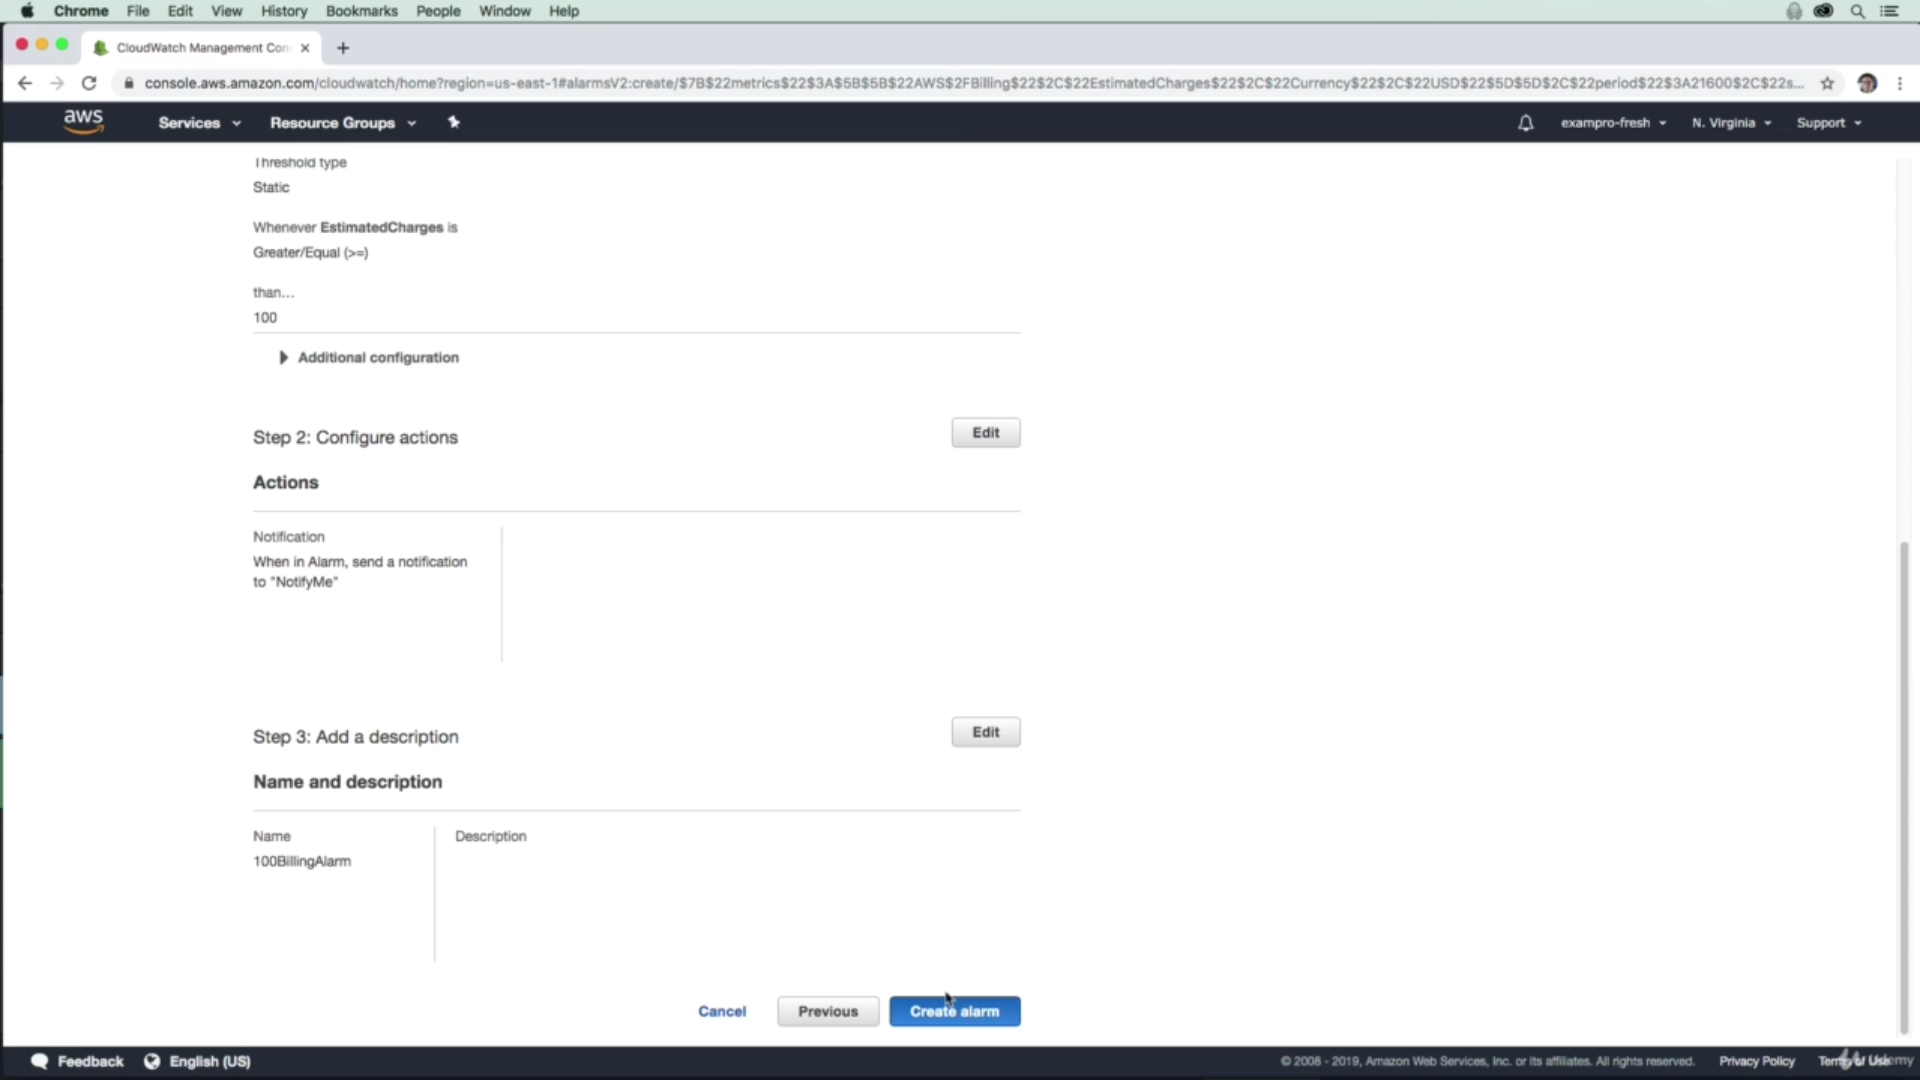 Chrome File Edit View History Bookmarks People Window Help
CloudWatch Management Con
console.aws.amazon.com/cloudwatch/home?region=us-east-1#alarmsV2:create/$7B$22metrics$22$3A$5B$5B$22AWS$2FBilling$22$2C$22EstimatedCharges$22$2C$22Currency$22$2C$22USD$22$5D$5D$2C$22period$22$3A21600$2C$22s...
aws Services Resource Groups exampro-fresh N. Virginia Support
Threshold type
Static
Whenever EstimatedCharges is
Greater/Equal (>=)
than...
100
Additional configuration
Step 2: Configure actions Edit
Actions
Notification
When in Alarm, send a notification
to "NotifyMe"
Step 3: Add a description Edit
Name and description
Name Description
100BillingAlarm
Cancel Previous Create alarm
Feedback English (US) © 2008 - 2019, Amazon Web Services, Inc. or its affiliates. All rights reserved. Privacy Policy Terms of Use